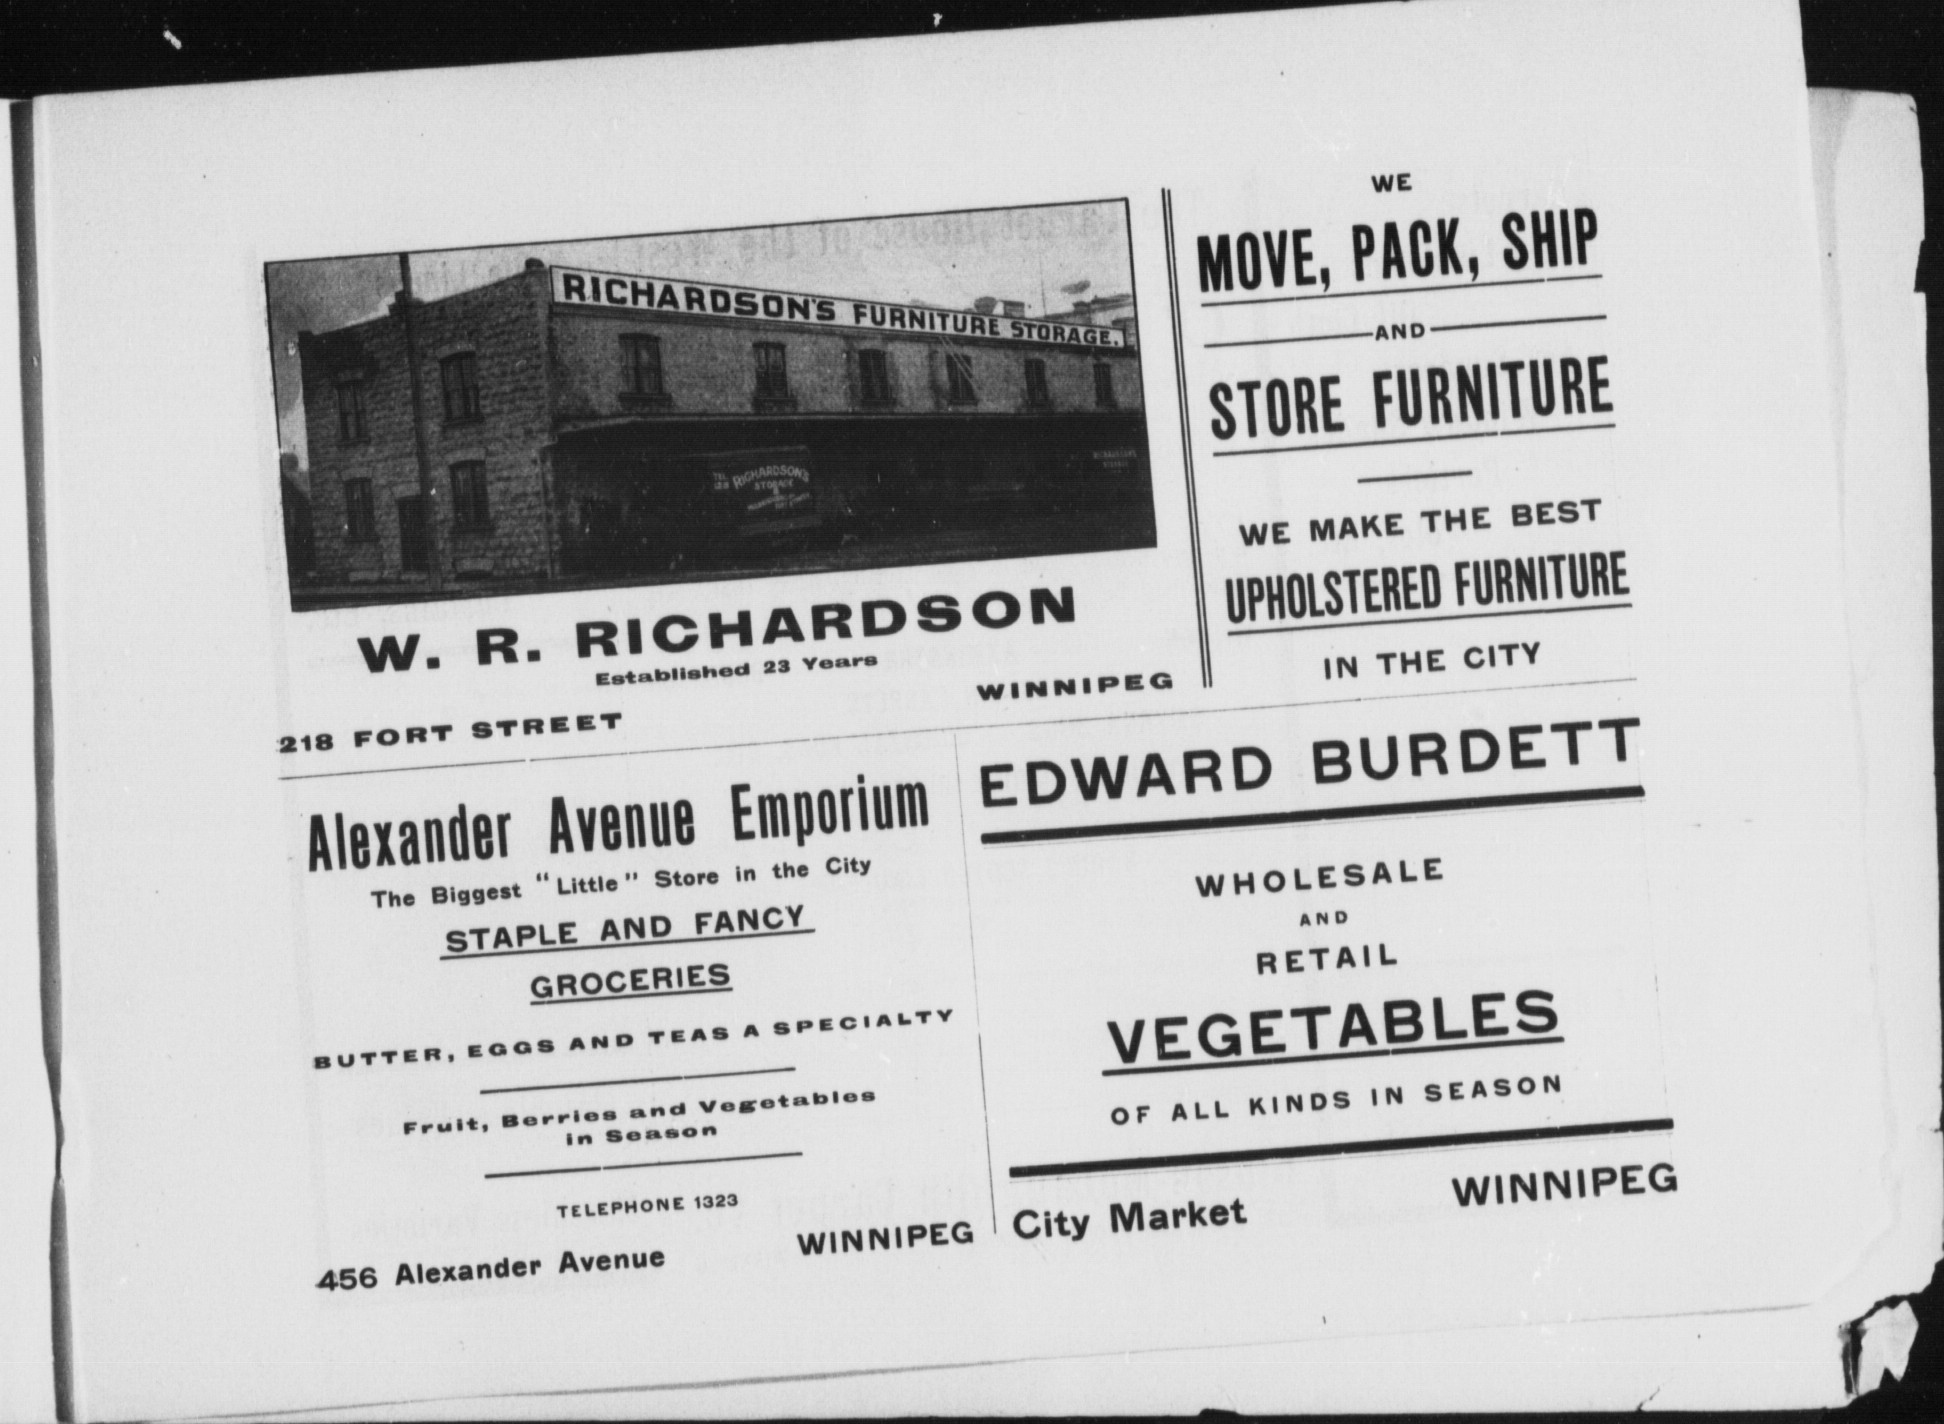 RICHARDSON'S FURNITURE STORAGE.
RICHARDSON'S
STORAGE
W. R. RICHARDSON
Established 23 Years
218 FORT STREET
WINNIPEG
WE
MOVE, PACK, SHIP
AND
STORE FURNITURE
WE MAKE THE BEST
UPHOLSTERED FURNITURE
IN THE CITY
Alexander Avenue Emporium
The Biggest "Little" Store in the City
STAPLE AND FANCY
GROCERIES
BUTTER, EGGS AND TEAS A SPECIALTY
Fruit, Berries and Vegetables
in Season
TELEPHONE 1323
456 Alexander Avenue
WINNIPEG
EDWARD BURDETT
WHOLESALE
AND
RETAIL
VEGETABLES
OF ALL KINDS IN SEASON
City Market
WINNIPEG